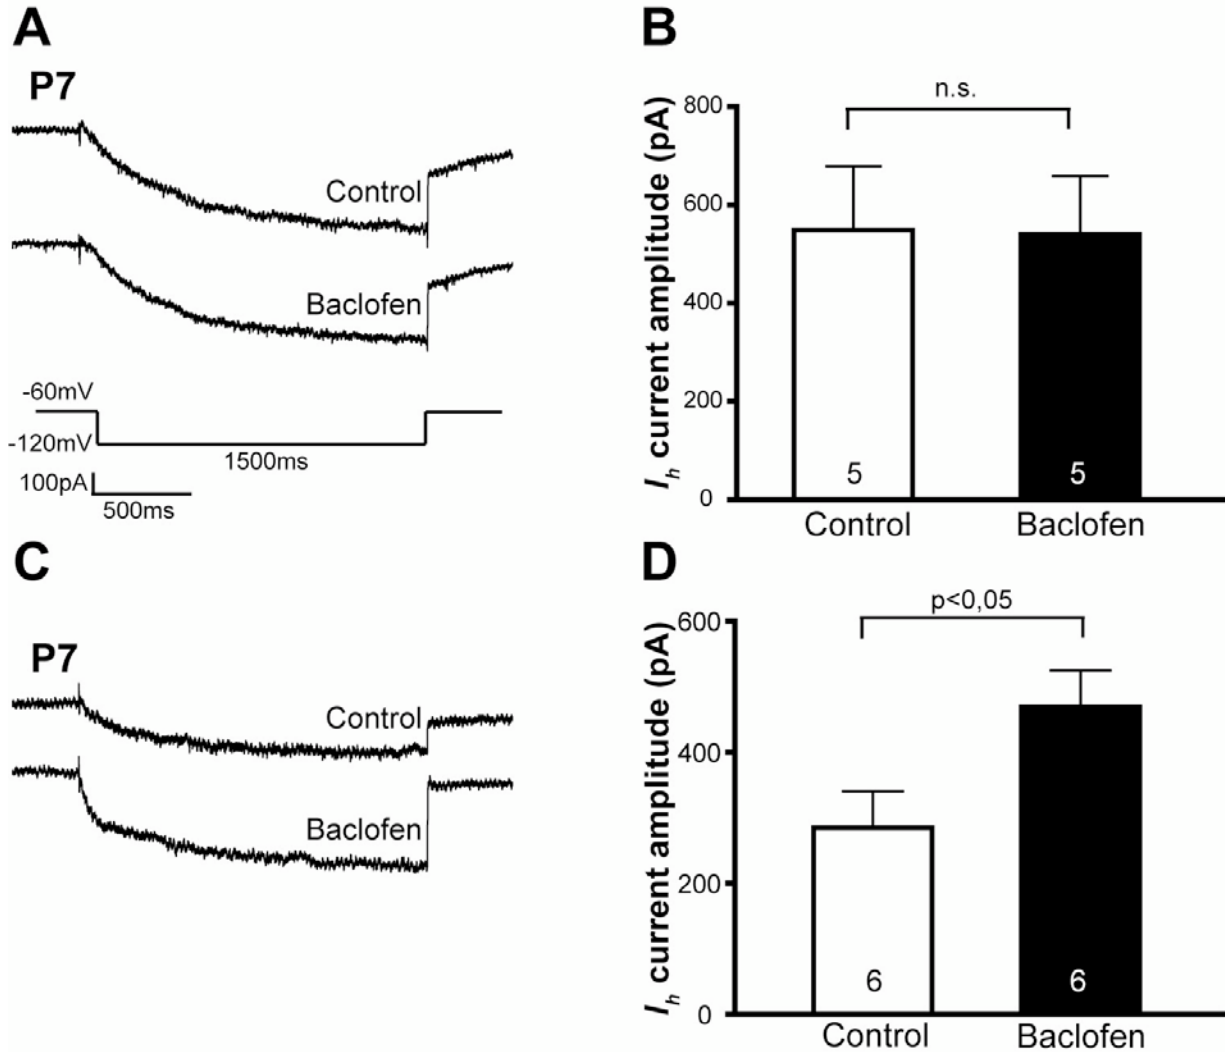 A
P7
Control
Baclofen
-60mV
-120mV
1500ms
100pA
500ms
B
n.s.
800
600
400
200
0
Ih current amplitude (pA)
5
5
Control
Baclofen
C
P7
Control
Baclofen
D
p<0,05
600
400
200
0
Ih current amplitude (pA)
6
6
Control
Baclofen